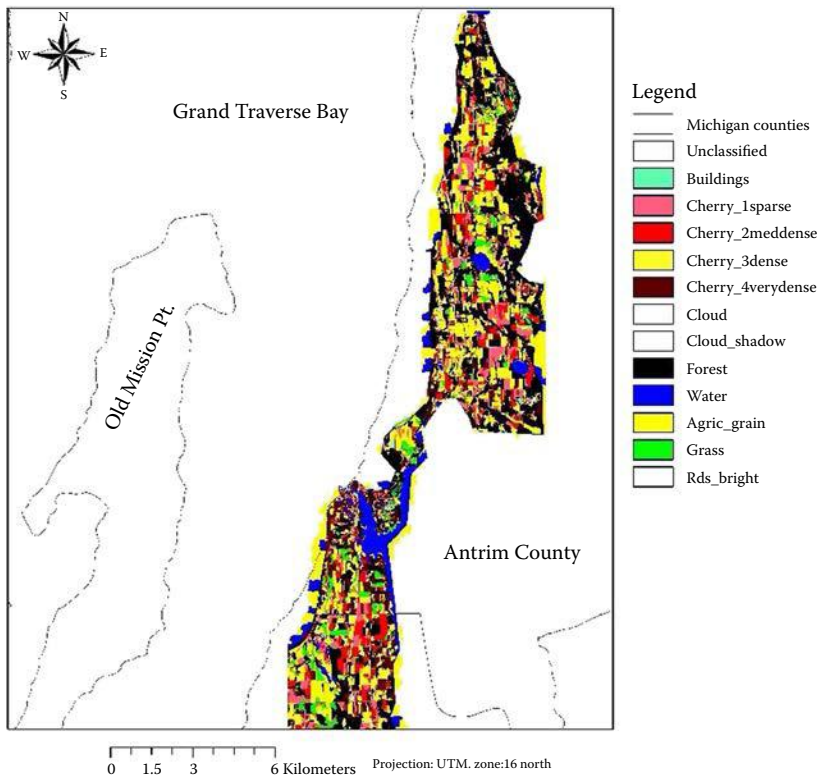 N
W E
S
Grand Traverse Bay
Old Mission Pt.
Antrim County
Legend
Michigan counties
Unclassified
Buildings
Cherry_1sparse
Cherry_2meddense
Cherry_3dense
Cherry_4verydense
Cloud
Cloud_shadow
Forest
Water
Agric_grain
Grass
Rds_bright
0 1.5 3 6 Kilometers
Projection: UTM. zone:16 north